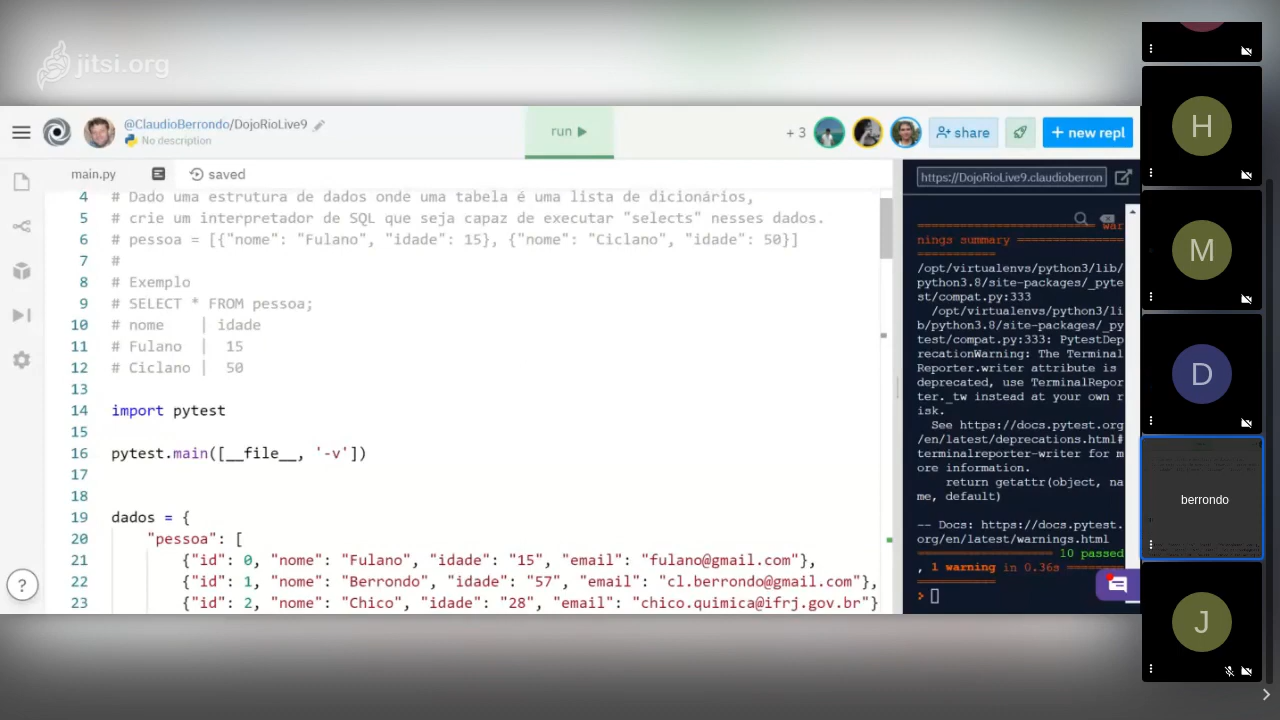 jitsi.org
@ClaudioBerrondo/DojoRioLive9
No description
run
+ 3
share
+ new repl
main.py
saved
https://DojoRioLive9.claudioberron
4 # Dado uma estrutura de dados onde uma tabela é uma lista de dicionários,
5 # crie um interpretador de SQL que seja capaz de executar "selects" nesses dados.
6 # pessoa = [{"nome": "Fulano", "idade": 15}, {"nome": "Ciclano", "idade": 50}]
7 #
8 # Exemplo
9 # SELECT * FROM pessoa;
10 # nome    | idade
11 # Fulano  |  15
12 # Ciclano |  50
13
14 import pytest
15
16 pytest.main([__file__, '-v'])
17
18
19 dados = {
20     "pessoa": [
21         {"id": 0, "nome": "Fulano", "idade": "15", "email": "fulano@gmail.com"},
22         {"id": 1, "nome": "Berrondo", "idade": "57", "email": "cl.berrondo@gmail.com"},
23         {"id": 2, "nome": "Chico", "idade": "28", "email": "chico.quimica@ifrj.gov.br"}
========================= war
nings summary ===============
===========
/opt/virtualenvs/python3/lib/
python3.8/site-packages/_pyte
st/compat.py:333
  /opt/virtualenvs/python3/li
b/python3.8/site-packages/_py
test/compat.py:333: PytestDep
recationWarning: The Terminal
Reporter.writer attribute is
deprecated, use TerminalRepor
ter._tw instead at your own r
isk.
  See https://docs.pytest.org
/en/latest/deprecations.html#
terminalreporter-writer for m
ore information.
    return getattr(object, na
me, default)
-- Docs: https://docs.pytest.
org/en/latest/warnings.html
=================== 10 passed
, 1 warning in 0.36s ========
===========
>
?
H
M
D
berrondo
J